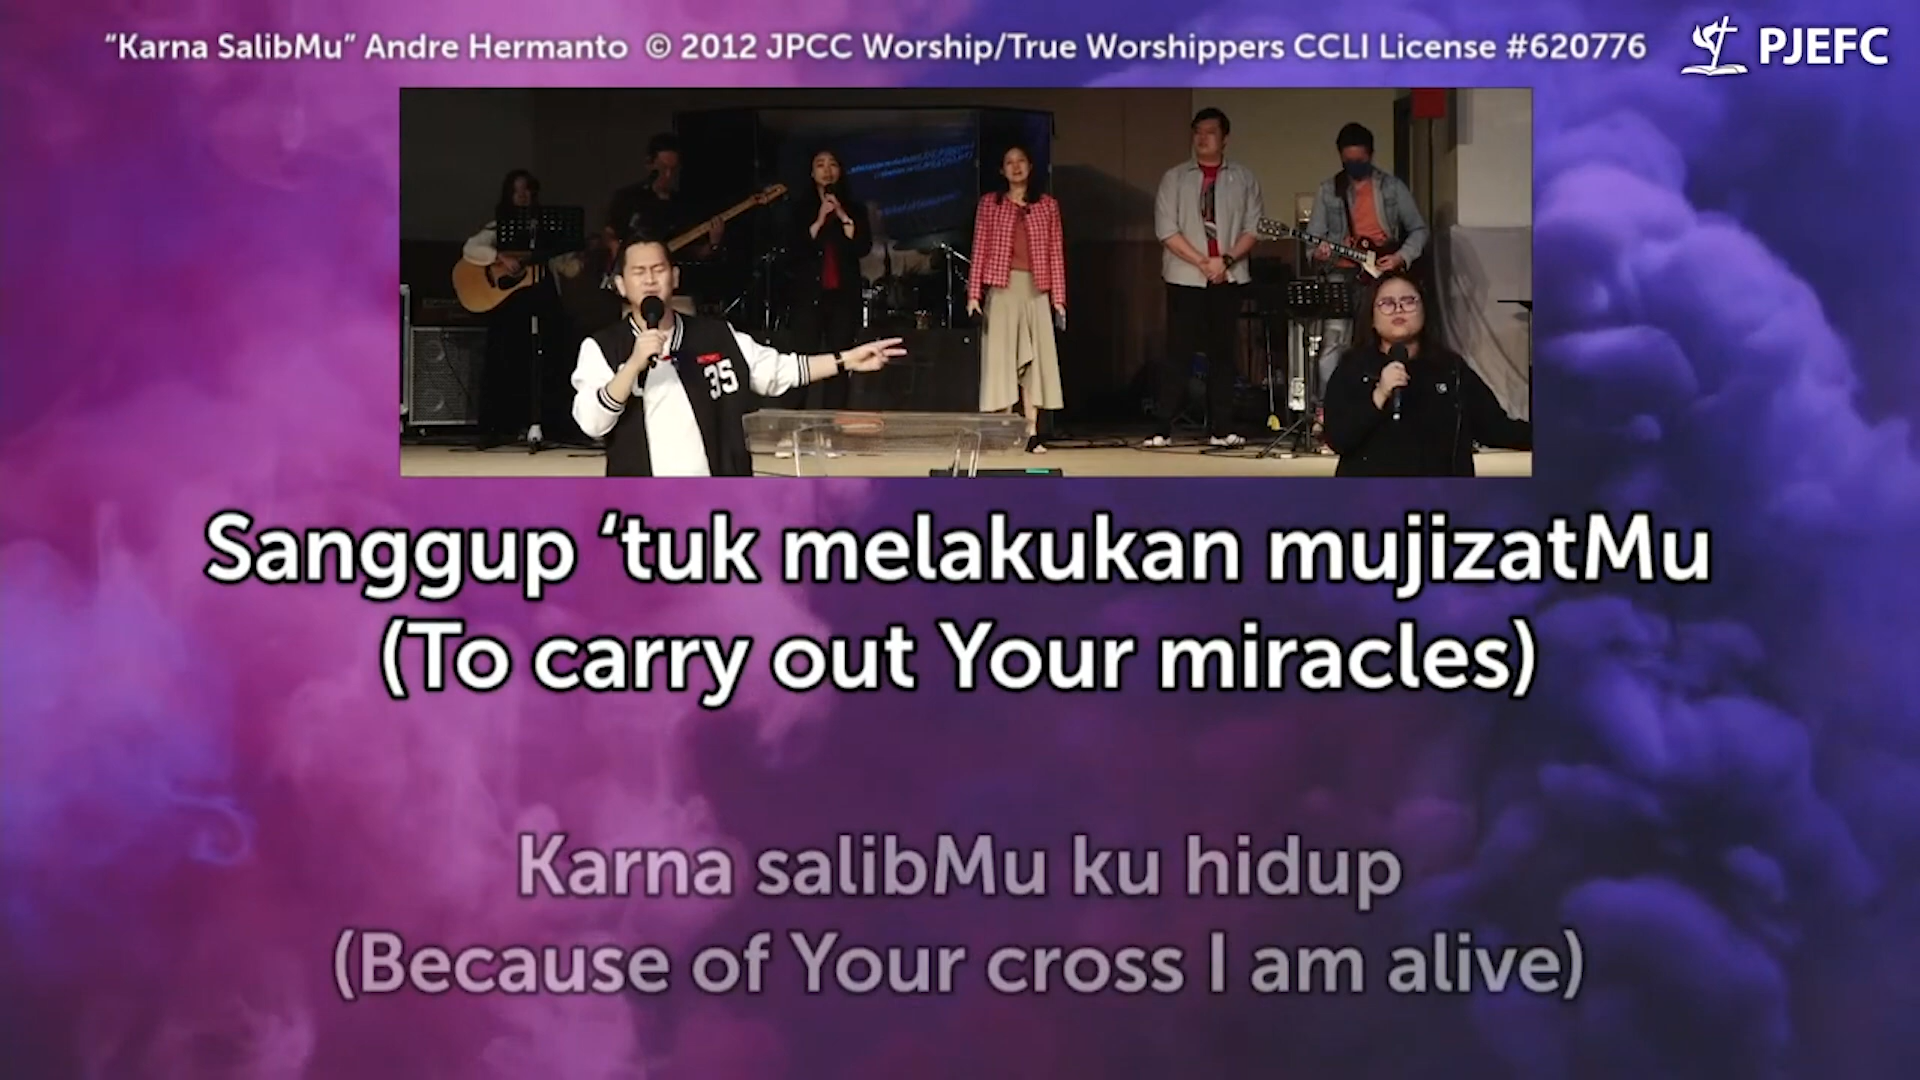 “Karna SalibMu” Andre Hermanto © 2012 JPCC Worship/True Worshippers CCLI License #620776
PJEFC
35
Sanggup ‘tuk melakukan mujizatMu
(To carry out Your miracles)
Karna salibMu ku hidup
(Because of Your cross I am alive)